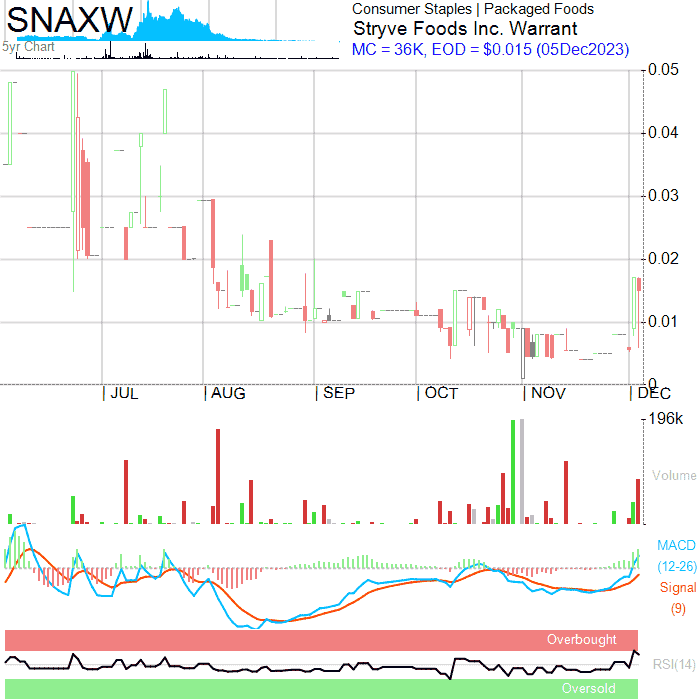 SNAXW
5yr Chart
Consumer Staples | Packaged Foods
Stryve Foods Inc. Warrant
MC = 36K, EOD = $0.015 (05Dec2023)
0.05
0.04
0.03
0.02
0.01
0
| JUL | AUG | SEP | OCT | NOV | DEC
196k
Volume
MACD
(12-26)
Signal
(9)
Overbought
RSI(14)
Oversold